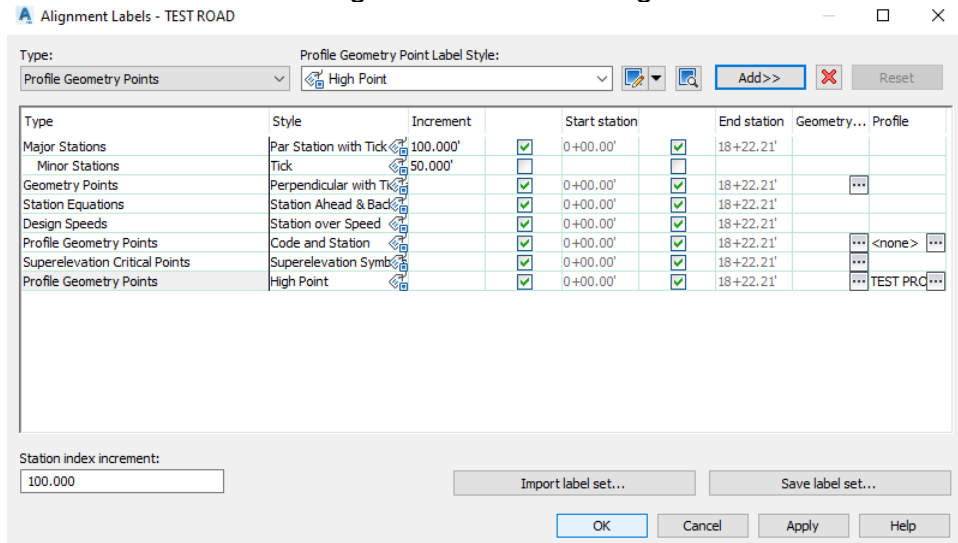 Alignment Labels - TEST ROAD
Type: Profile Geometry Point Label Style:
Profile Geometry Points High Point Add>> Reset
Type Style Increment Start station End station Geometry... Profile
Major Stations Par Station with Tick 100.000' 0+00.00' 18+22.21'
Minor Stations Tick 50.000'
Geometry Points Perpendicular with 0+00.00' 18+22.21' ...
Station Equations Station Ahead & Back 0+00.00' 18+22.21'
Design Speeds Station over Speed 0+00.00' 18+22.21'
Profile Geometry Points Code and Station 0+00.00' 18+22.21' ... <none> ...
Superelevation Critical Points Superelevation 0+00.00' 18+22.21' ...
Profile Geometry Points High Point 0+00.00' 18+22.21' ... TEST PRO ...
Station index increment:
100.000 Import label set... Save label set...
OK Cancel Apply Help